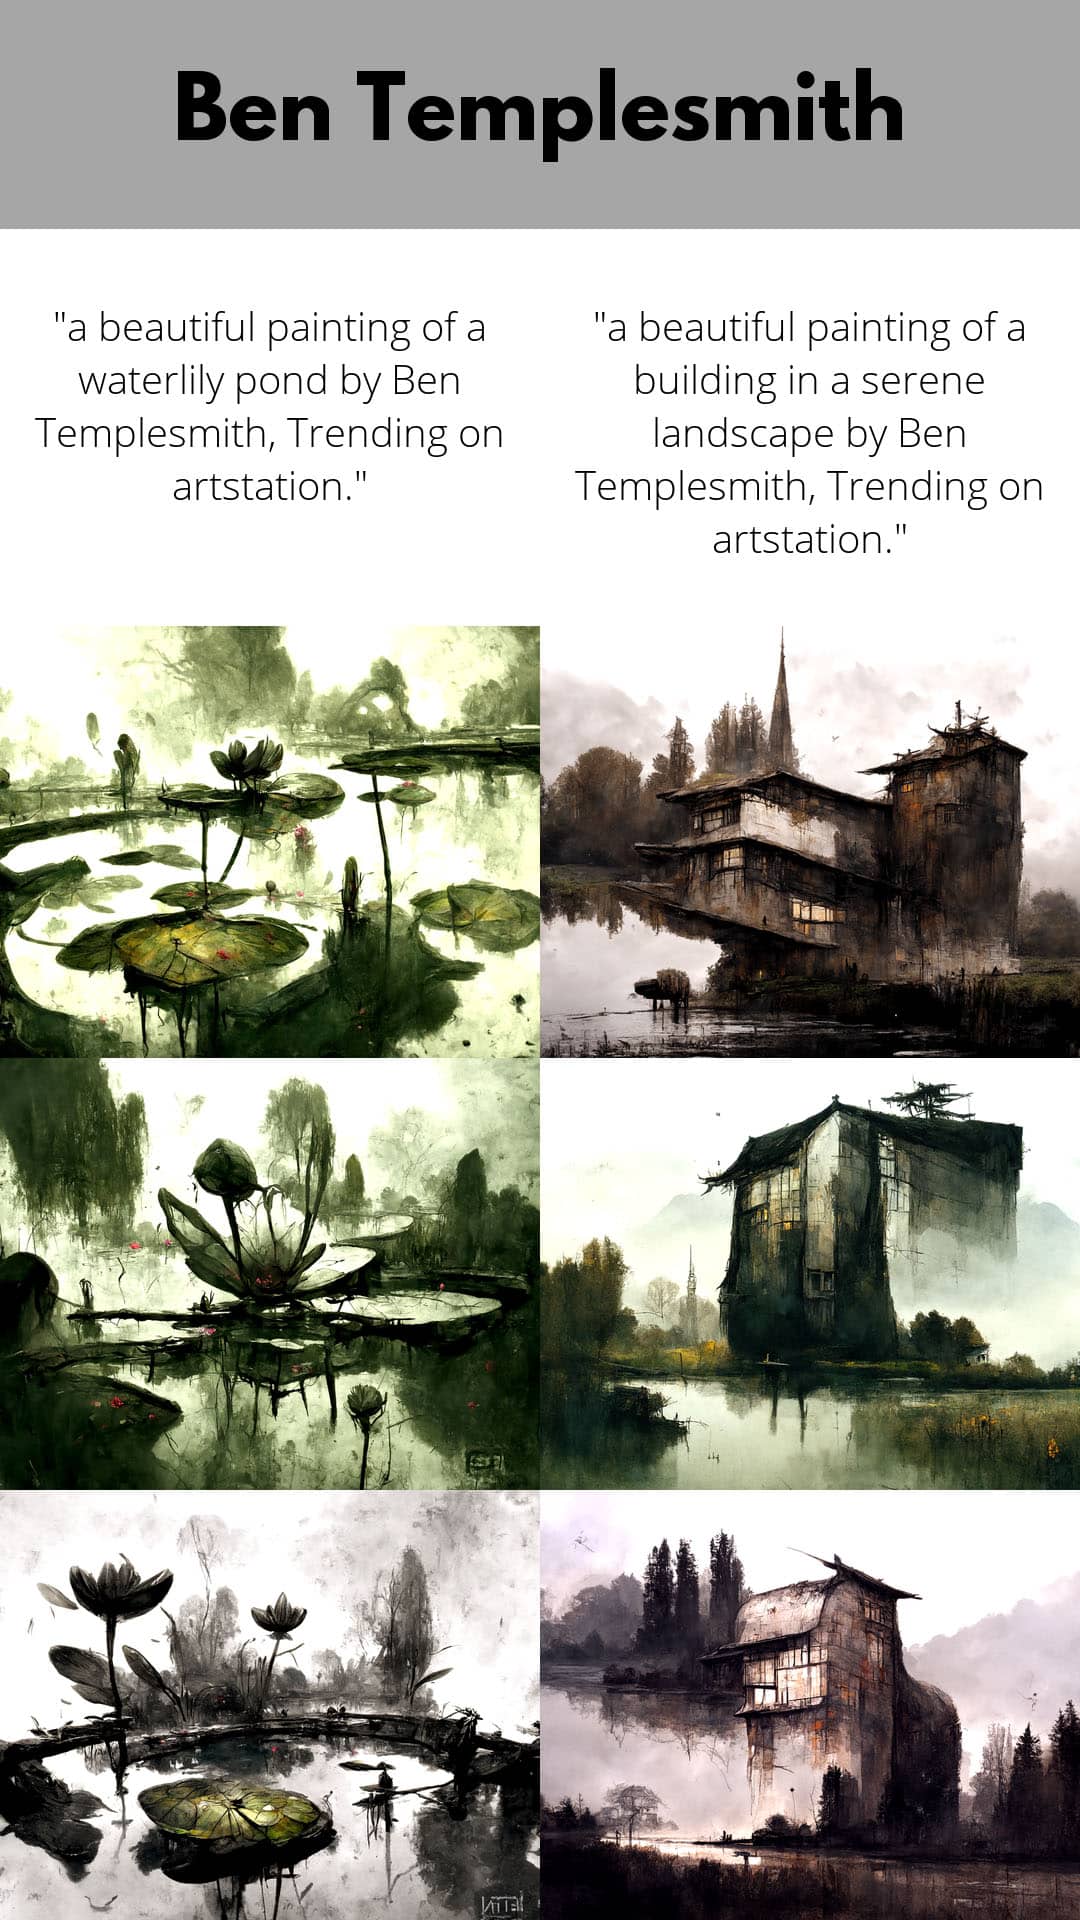 Ben Templesmith
"a beautiful painting of a
waterlily pond by Ben
Templesmith, Trending on
artstation."
"a beautiful painting of a
building in a serene
landscape by Ben
Templesmith, Trending on
artstation."